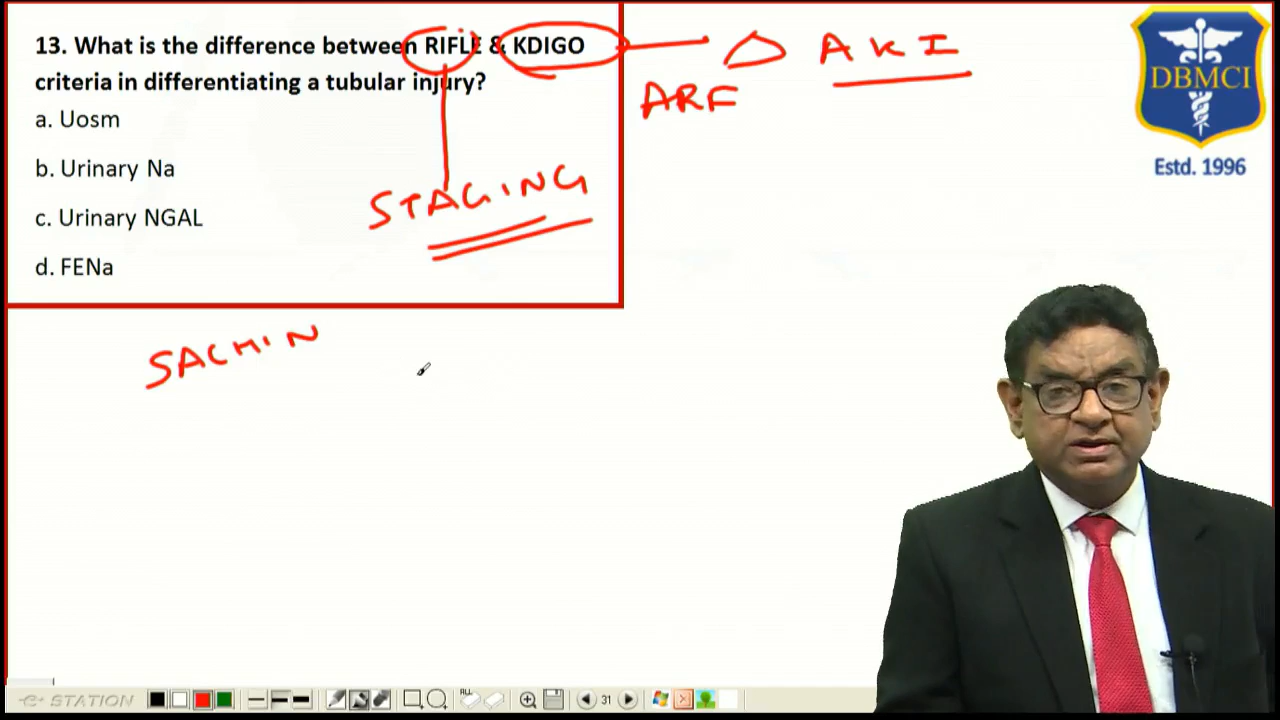 13. What is the difference between RIFLE & KDIGO
criteria in differentiating a tubular injury?
a. Uosm
b. Urinary Na
c. Urinary NGAL
d. FENa
△ AKI
ARF
STAGING
SACHIN
DBMCI
Estd. 1996
e-STATION
ALL
31